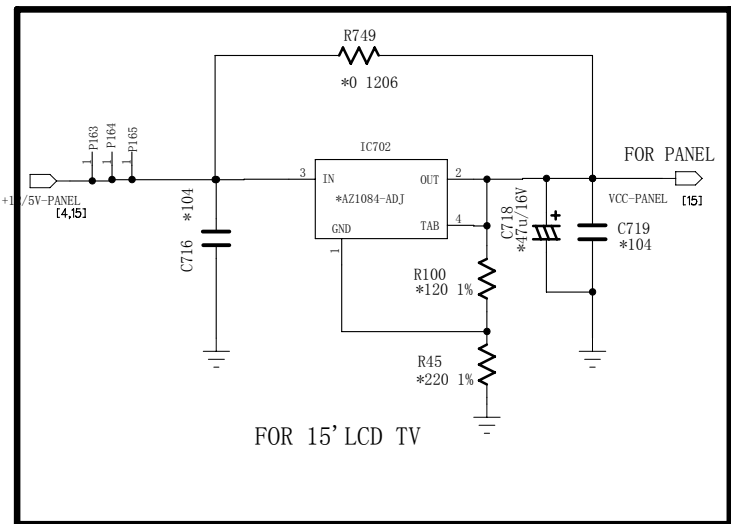 R749
*0 1206
1 P163
1 P164
1 P165
IC702
3
IN
OUT
2
*AZ1084-ADJ
GND
TAB
4
1
FOR PANEL
+12/5V-PANEL
[4,15]
*104
C716
C718
*47u/16V
+
VCC-PANEL
[15]
C719
*104
R100
*120 1%
R45
*220 1%
FOR 15'LCD TV